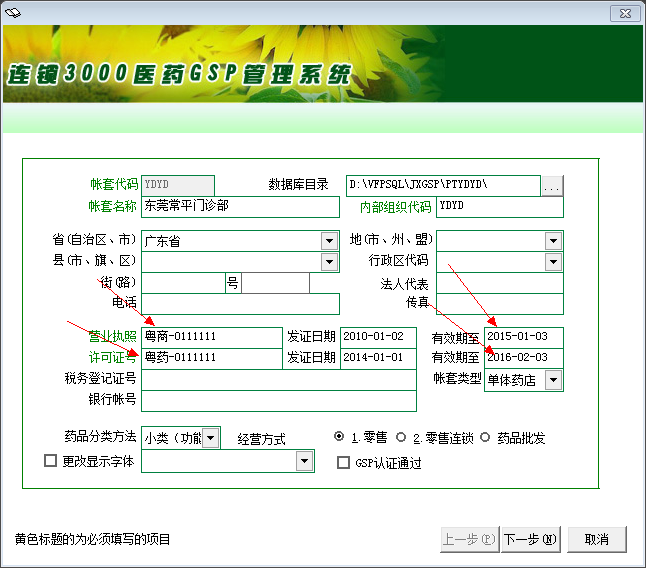 连锁3000医药GSP管理系统
帐套代码 YDYD 数据库目录 D:\VFPSQL\JXGSP\PTYDYD\ ...
帐套名称 东莞常平门诊部 内部组织代码 YDYD
省(自治区、市) 广东省 地(市、州、盟)
县(市、旗、区) 行政区代码
街(路) 号 法人代表
电话 传真
营业执照 粤商-0111111 发证日期 2010-01-02 有效期至 2015-01-03
许可证号 粤药-0111111 发证日期 2014-01-01 有效期至 2016-02-03
税务登记证号 帐套类型 单体药店
银行帐号
药品分类方法 小类(功能 经营方式 1.零售 2.零售连锁 药品批发
更改显示字体 GSP认证通过
黄色标题的为必须填写的项目 上一步(P) 下一步(N) 取消